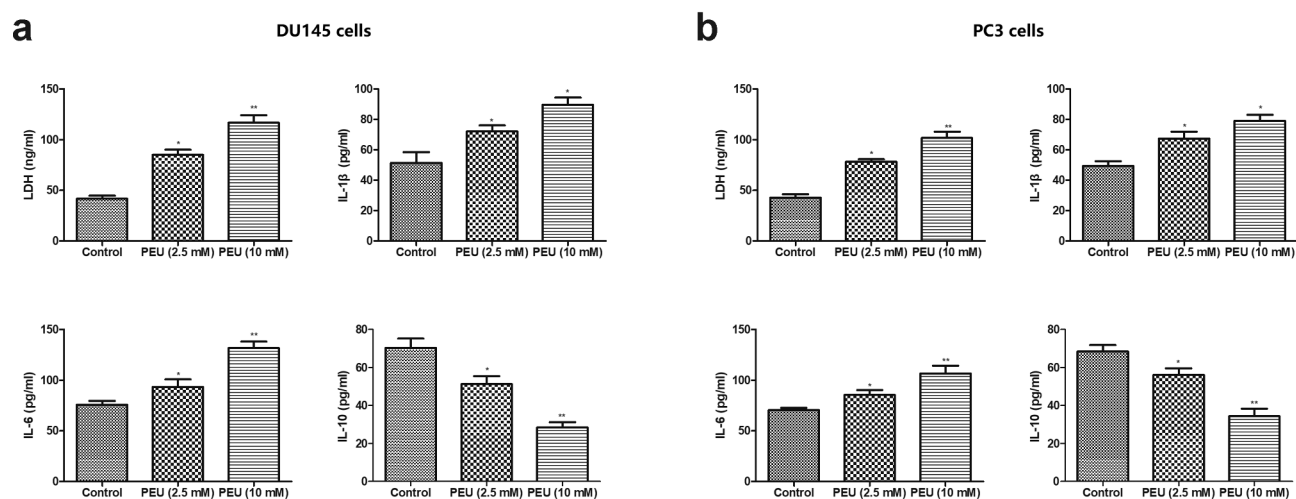 a
DU145 cells
b
PC3 cells
LDH (ng/ml)
150
100
50
0
*
**
Control PEU (2.5 mM) PEU (10 mM)
IL-1β (pg/ml)
100
80
60
40
20
0
*
*
Control PEU (2.5 mM) PEU (10 mM)
LDH (ng/ml)
150
100
50
0
*
**
Control PEU (2.5 mM) PEU (10 mM)
IL-1β (pg/ml)
100
80
60
40
20
0
*
*
Control PEU (2.5 mM) PEU (10 mM)
IL-6 (pg/ml)
150
100
50
0
*
**
Control PEU (2.5 mM) PEU (10 mM)
IL-10 (pg/ml)
80
60
40
20
0
*
**
Control PEU (2.5 mM) PEU (10 mM)
IL-6 (pg/ml)
150
100
50
0
*
**
Control PEU (2.5 mM) PEU (10 mM)
IL-10 (pg/ml)
80
60
40
20
0
*
**
Control PEU (2.5 mM) PEU (10 mM)